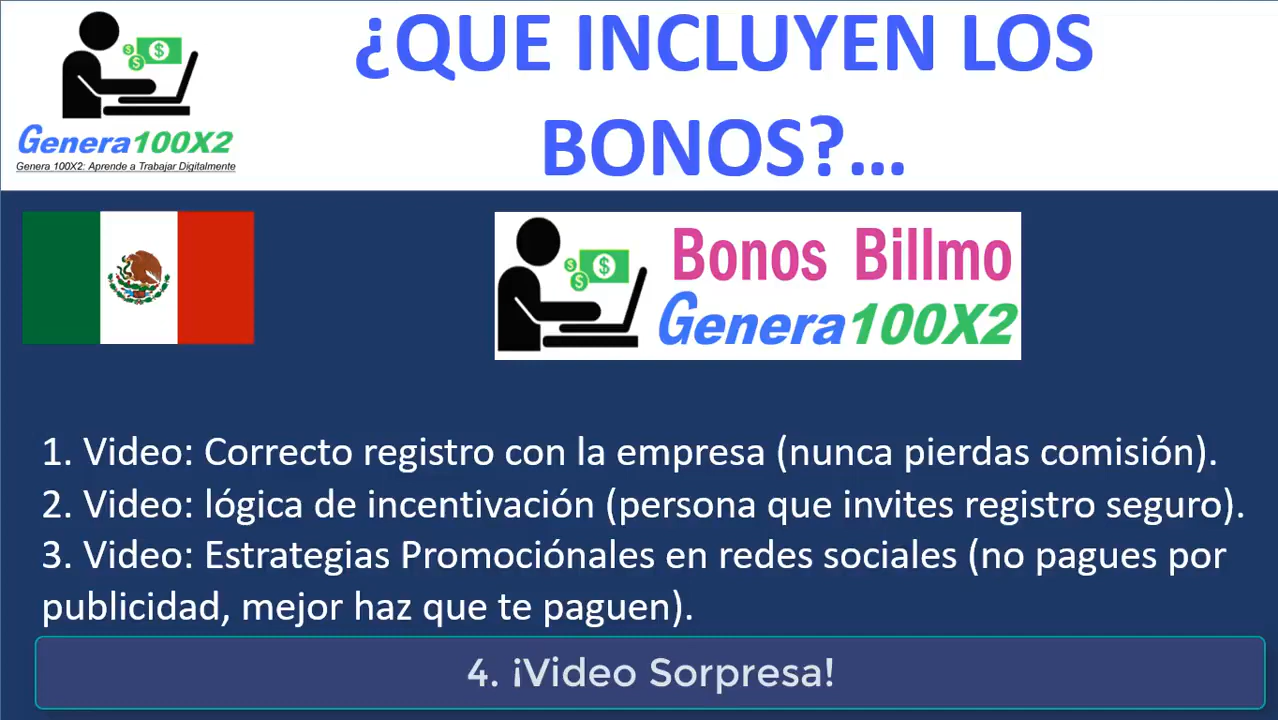 ¿QUE INCLUYEN LOS
BONOS?...
Genera100X2
Genera 100X2: Aprende a Trabajar Digitalmente
Bonos Billmo
Genera100X2
1. Video: Correcto registro con la empresa (nunca pierdas comisión).
2. Video: lógica de incentivación (persona que invites registro seguro).
3. Video: Estrategias Promociónales en redes sociales (no pagues por
publicidad, mejor haz que te paguen).
4. ¡Video Sorpresa!